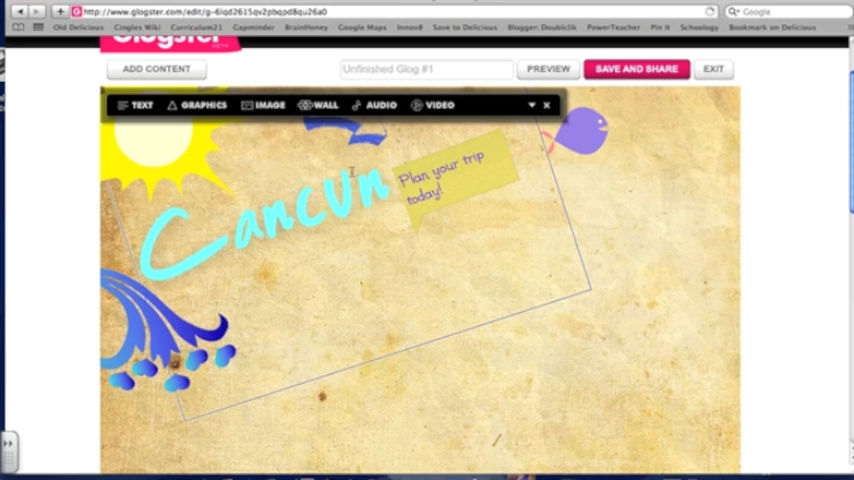 http://www.glogster.com/edit/g-6lqd2615qv2pbqpd8qu26a0
Google
Old Delicious Cingles Wiki Curriculum21 Gapminder BrainHoney Google Maps Innov8 Save to Delicious Blogger: Doublclik PowerTeacher Pin It Schoology Bookmark on Delicious
Glogster
ADD CONTENT
Unfinished Glog #1
PREVIEW
SAVE AND SHARE
EXIT
TEXT GRAPHICS IMAGE WALL AUDIO VIDEO
Cancun
Plan your trip
today!